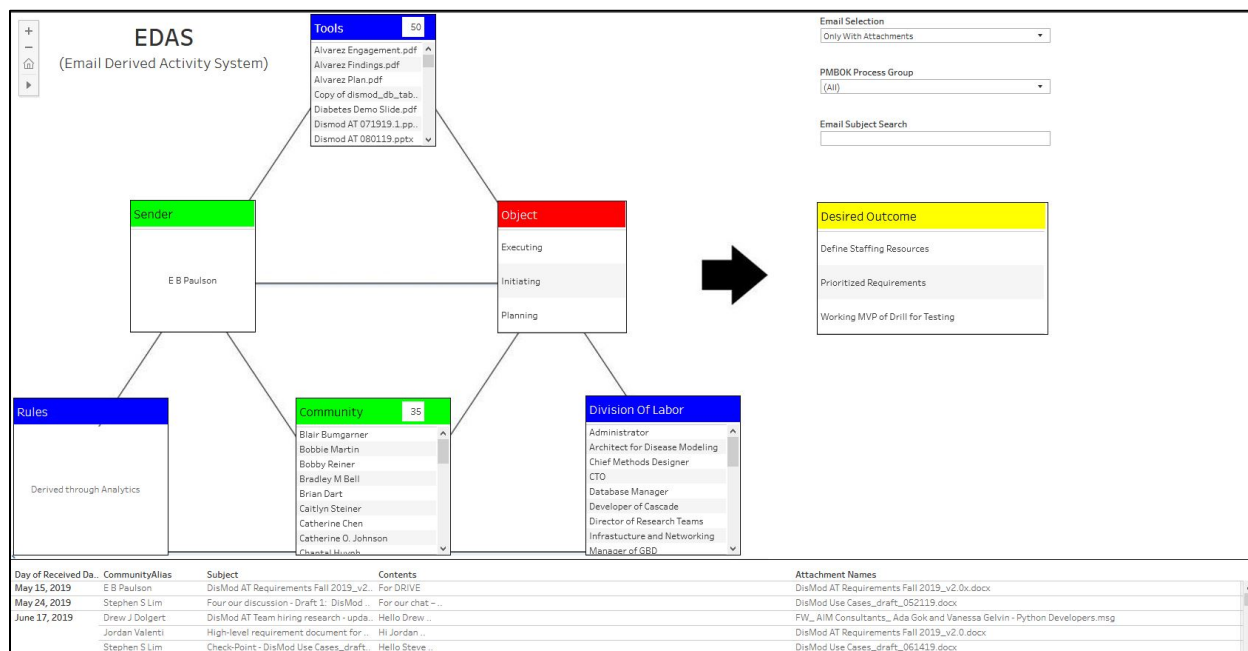 EDAS
(Email Derived Activity System)
Tools 50
Alvarez Engagement.pdf
Alvarez Findings.pdf
Alvarez Plan.pdf
Copy of dismod_db_tab..
Diabetes Demo Slide.pdf
Dismod AT 071919.1.pp..
Dismod AT 080119.pptx
Email Selection
Only With Attachments
PMBOK Process Group
(All)
Email Subject Search
Sender
E B Paulson
Object
Executing
Initiating
Planning
Desired Outcome
Define Staffing Resources
Prioritized Requirements
Working MVP of Drill for Testing
Rules
Derived through Analytics
Community 35
Blair Bumgarner
Bobbie Martin
Bobby Reiner
Bradley M Bell
Brian Dart
Caitlyn Steiner
Catherine Chen
Catherine O. Johnson
Chantal Huynh
Division Of Labor
Administrator
Architect for Disease Modeling
Chief Methods Designer
CTO
Database Manager
Developer of Cascade
Director of Research Teams
Infrastucture and Networking
Manager of GBD
Day of Received Da.. CommunityAlias Subject Contents Attachment Names
May 15, 2019 E B Paulson DisMod AT Requirements Fall 2019_v2.. For DRIVE DisMod AT Requirements Fall 2019_v2.0x.docx
May 24, 2019 Stephen S Lim Four our discussion - Draft 1: DisMod .. For our chat – .. DisMod Use Cases_draft_052119.docx
June 17, 2019 Drew J Dolgert DisMod AT Team hiring research - upda.. Hello Drew .. FW_ AIM Consultants_ Ada Gok and Vanessa Gelvin - Python Developers.msg
Jordan Valenti High-level requirement document for .. Hi Jordan .. DisMod AT Requirements Fall 2019_v2.0.docx
Stephen S Lim Check-Point - DisMod Use Cases_draft.. Hello Steve .. DisMod Use Cases_draft_061419.docx